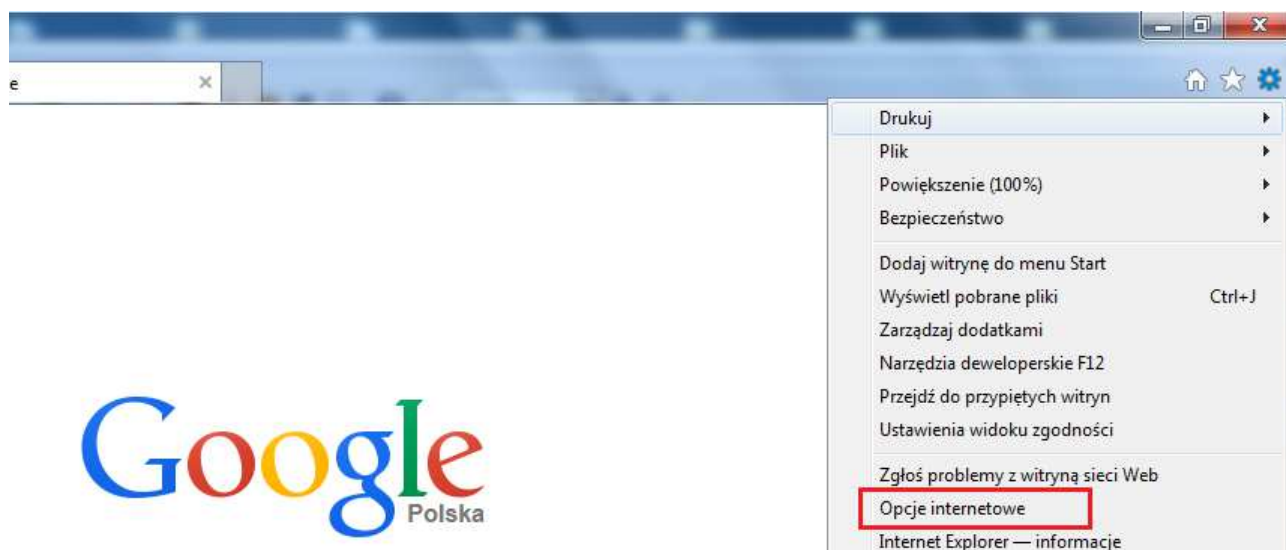 e
Drukuj
Plik
Powiększenie (100%)
Bezpieczeństwo
Dodaj witrynę do menu Start
Wyświetl pobrane pliki Ctrl+J
Zarządzaj dodatkami
Narzędzia deweloperskie F12
Przejdź do przypiętych witryn
Ustawienia widoku zgodności
Zgłoś problemy z witryną sieci Web
Opcje internetowe
Internet Explorer — informacje
Google
Polska